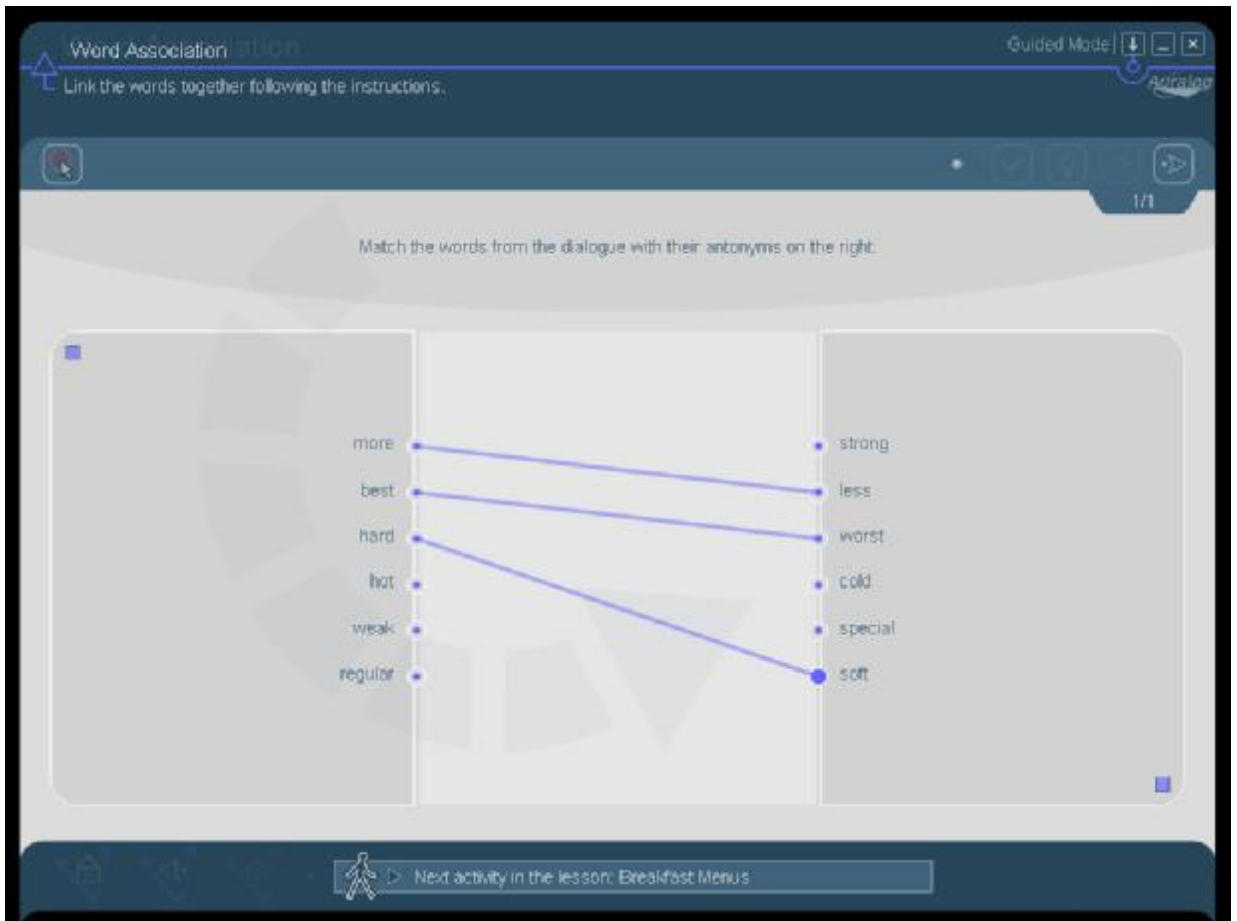 Word Association
Guided Mode
Link the words together following the instructions.
Auralog
1/1
Match the words from the dialogue with their antonyms on the right.
more
strong
best
less
hard
worst
hot
cold
weak
special
regular
soft
Next activity in the lesson: Breakfast Menus